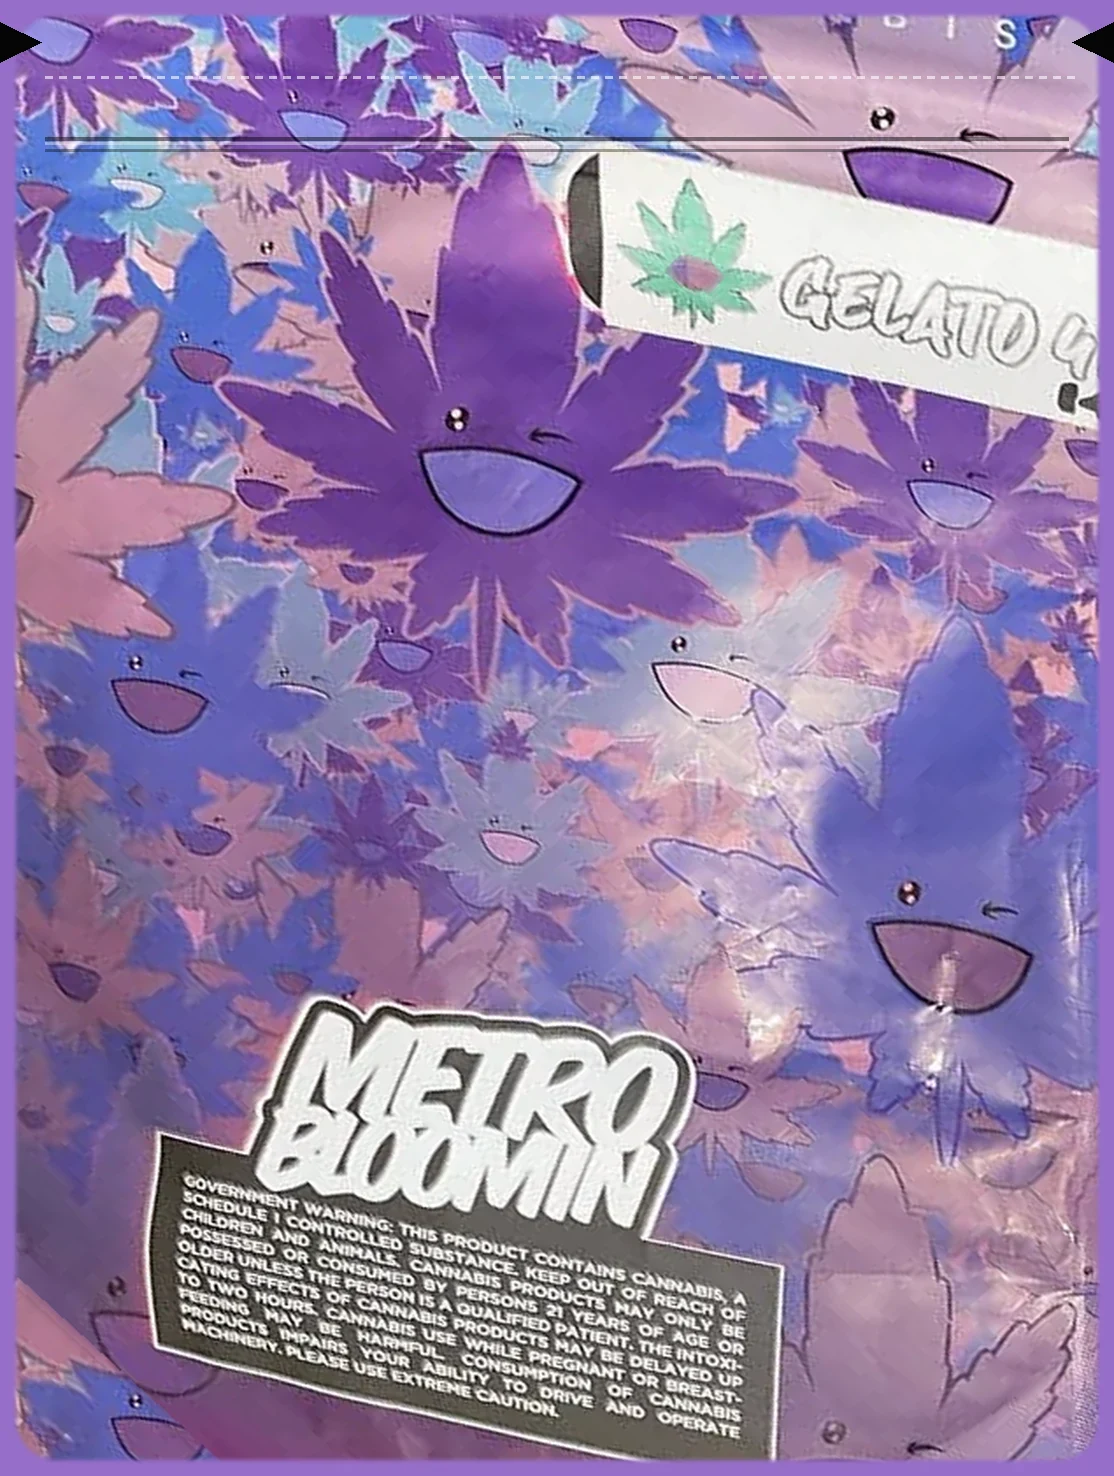 B I S
GELATO 4
METRO
BLOOMIN
GOVERNMENT WARNING: THIS PRODUCT CONTAINS CANNABIS, A
SCHEDULE I CONTROLLED SUBSTANCE. KEEP OUT OF REACH OF
CHILDREN AND ANIMALS. CANNABIS PRODUCTS MAY ONLY BE
POSSESSED OR CONSUMED BY PERSONS 21 YEARS OF AGE OR
OLDER UNLESS THE PERSON IS A QUALIFIED PATIENT. THE INTOXI-
CATING EFFECTS OF CANNABIS PRODUCTS MAY BE DELAYED UP
TO TWO HOURS. CANNABIS USE WHILE PREGNANT OR BREAST-
FEEDING MAY BE HARMFUL. CONSUMPTION OF CANNABIS
PRODUCTS IMPAIRS YOUR ABILITY TO DRIVE AND OPERATE
MACHINERY. PLEASE USE EXTREME CAUTION.